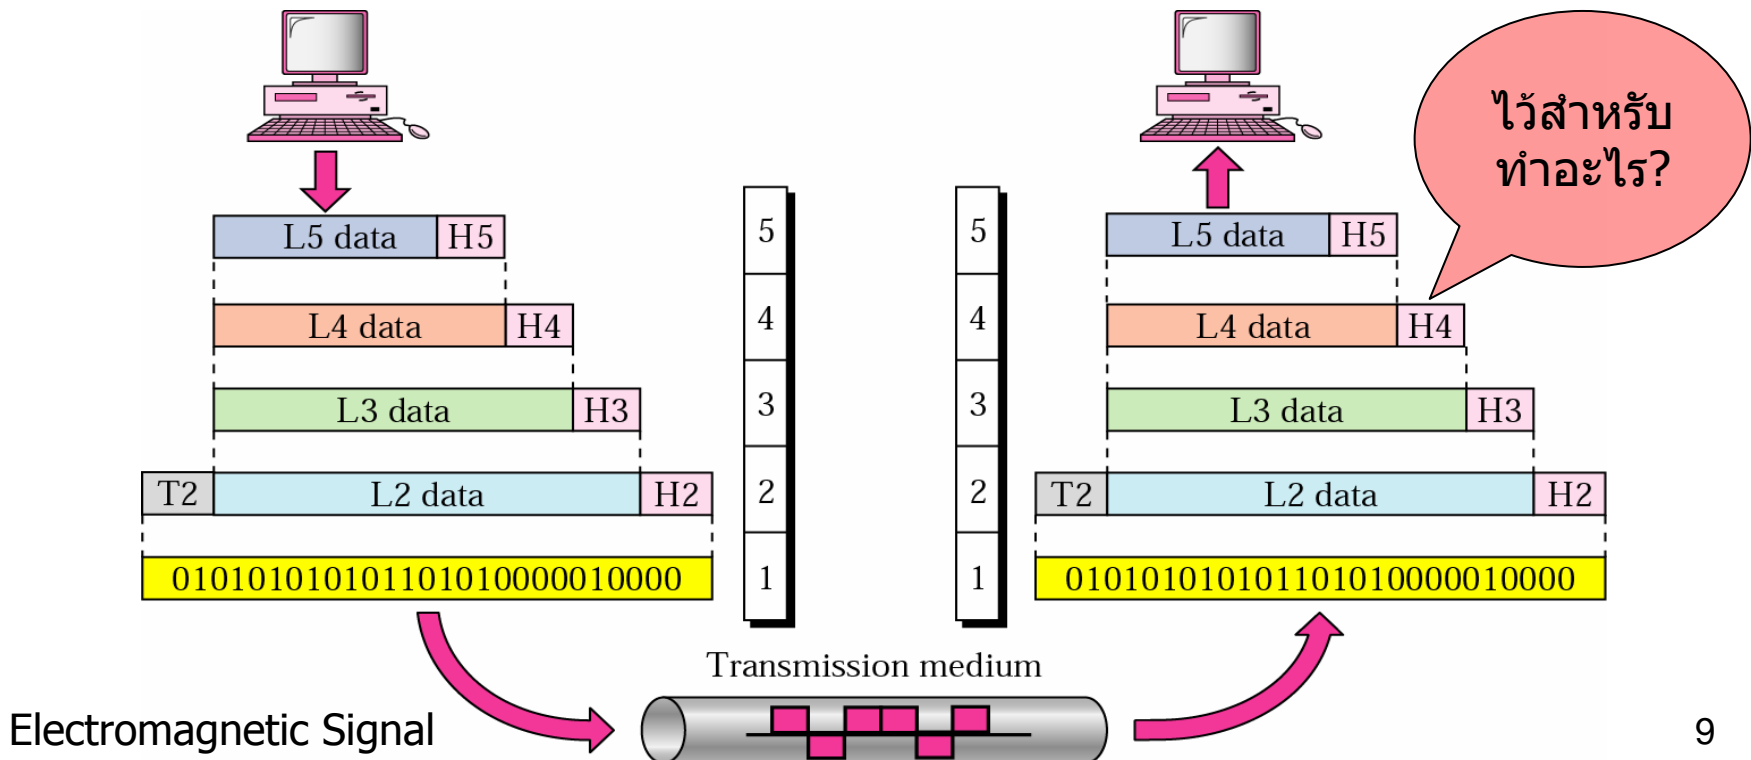 ไว้สำหรับ
ทำอะไร?
L5 data H5
L4 data H4
L3 data H3
T2 L2 data H2
010101010101101010000010000
5
4
3
2
1
5
4
3
2
1
L5 data H5
L4 data H4
L3 data H3
T2 L2 data H2
010101010101101010000010000
Transmission medium
Electromagnetic Signal
9